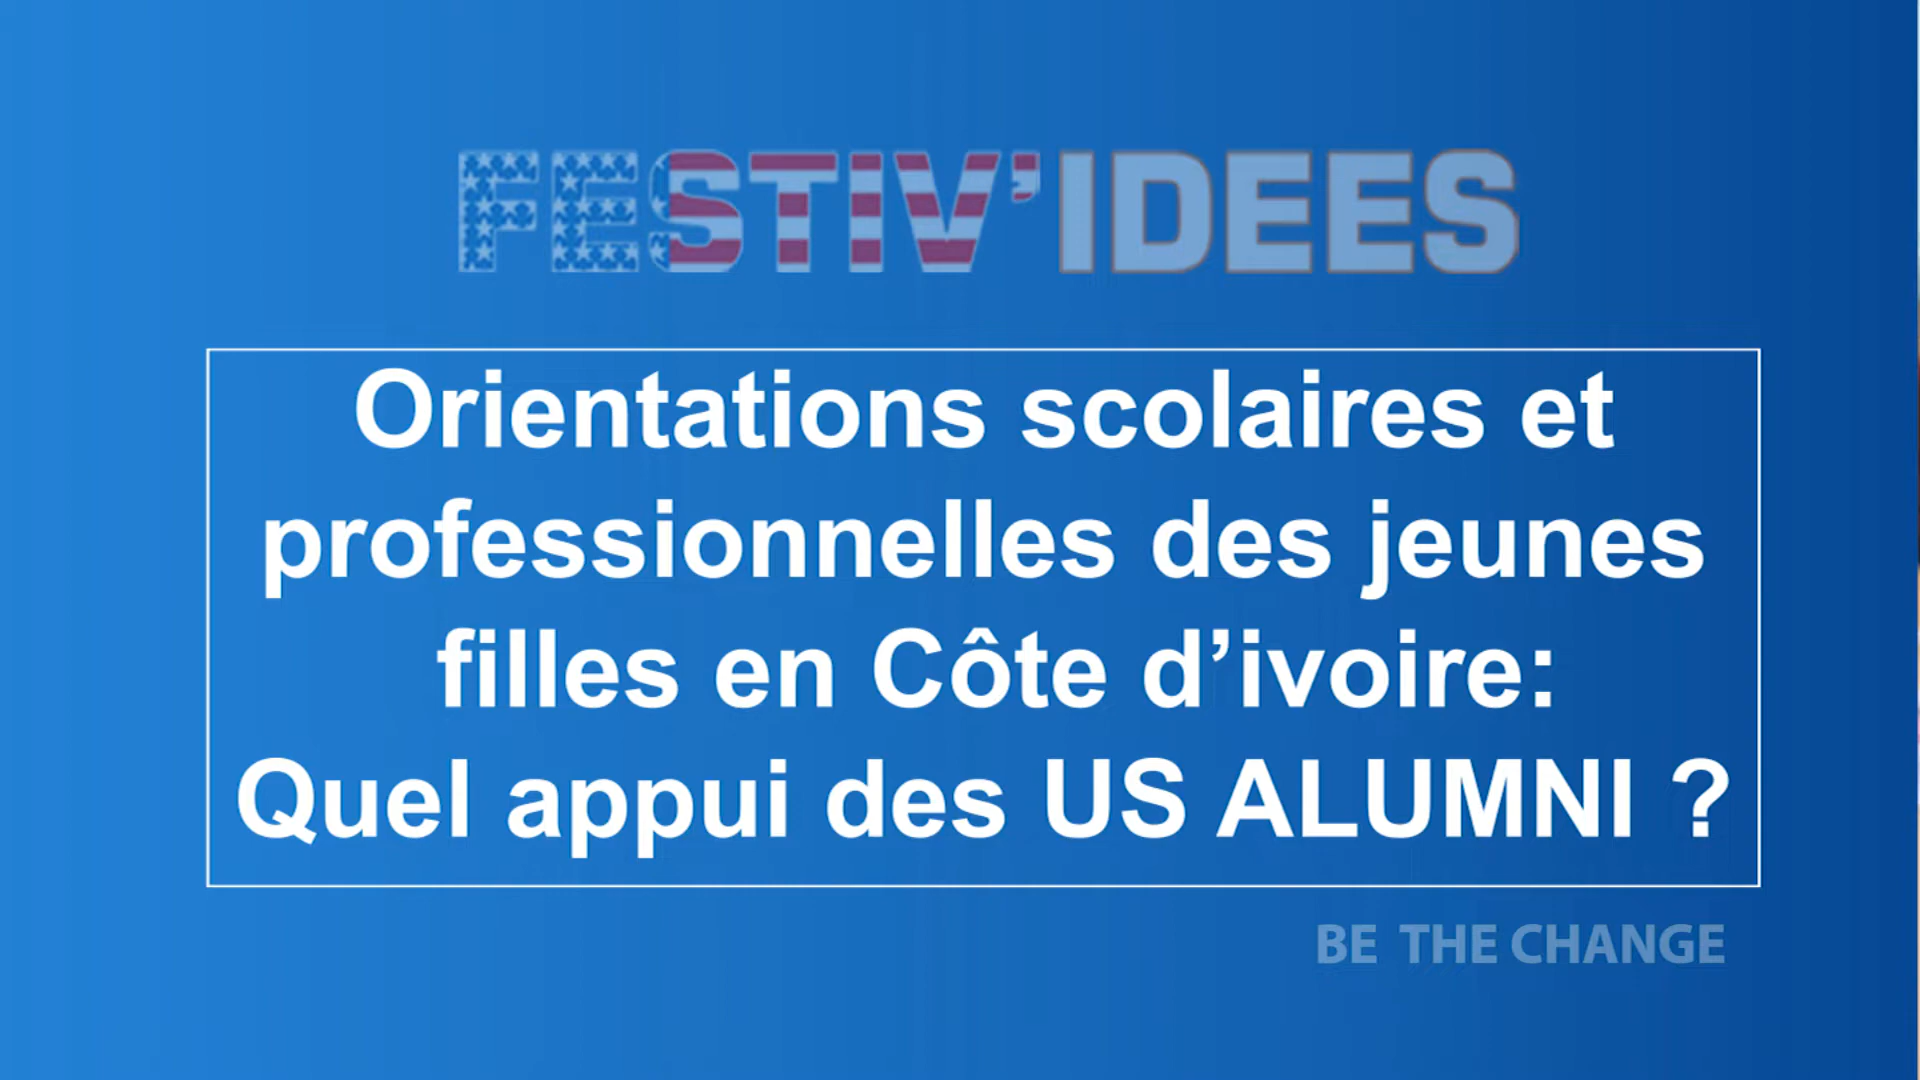 FESTIV'IDEES
Orientations scolaires et
professionnelles des jeunes
filles en Côte d’ivoire:
Quel appui des US ALUMNI ?
BE THE CHANGE